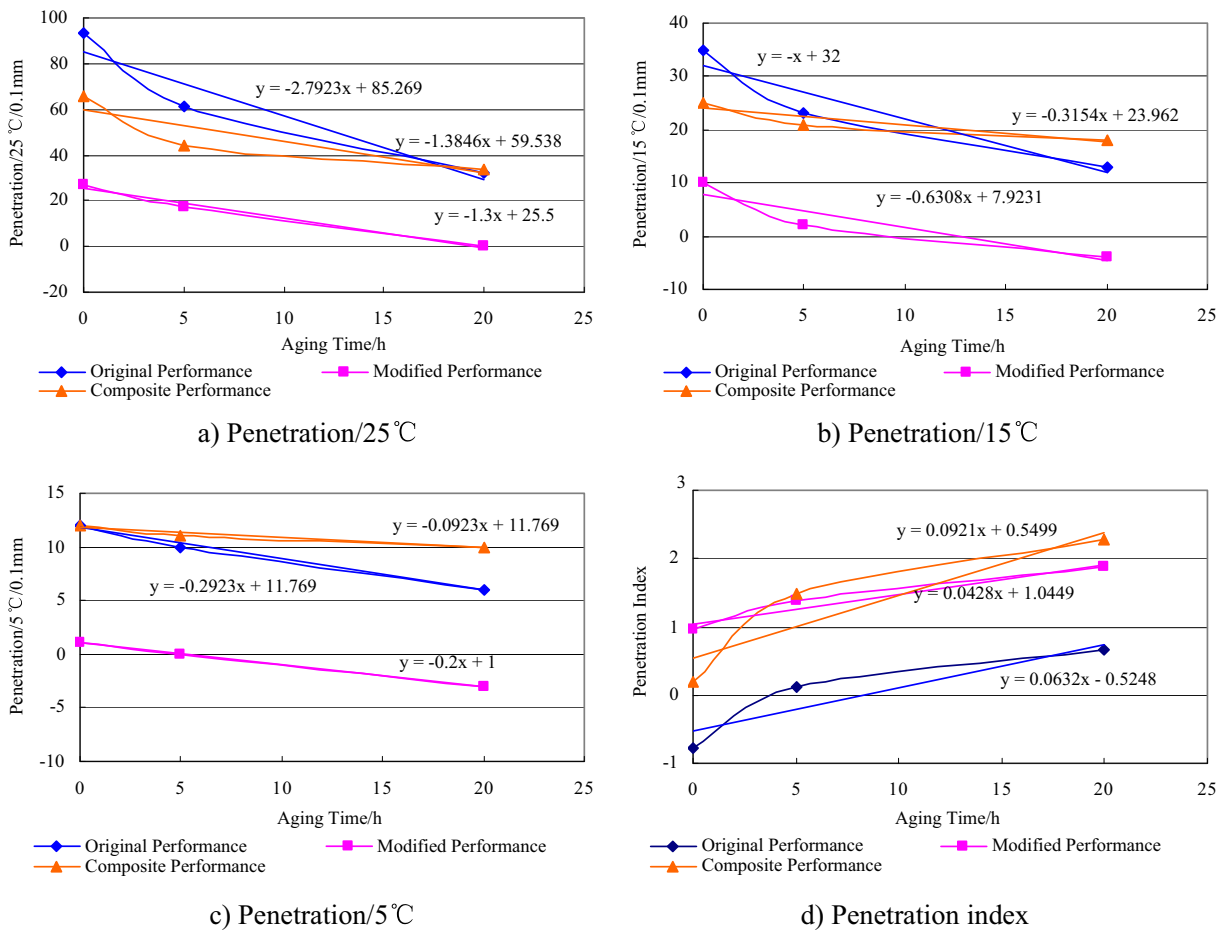 100
80
60
40
20
0
-20
Penetration/25℃/0.1mm
y = -2.7923x + 85.269
y = -1.3846x + 59.538
y = -1.3x + 25.5
0 5 10 15 20 25
Aging Time/h
Original Performance Modified Performance
Composite Performance
a) Penetration/25℃
40
30
20
10
0
-10
Penetration/15℃/0.1mm
y = -x + 32
y = -0.3154x + 23.962
y = -0.6308x + 7.9231
0 5 10 15 20 25
Aging Time/h
Original Performance Modified Performance
Composite Performance
b) Penetration/15℃
15
10
5
0
-5
-10
Penetration/5℃/0.1mm
y = -0.0923x + 11.769
y = -0.2923x + 11.769
y = -0.2x + 1
0 5 10 15 20 25
Aging Time/h
Original Performance Modified Performance
Composite Performance
c) Penetration/5℃
3
2
1
0
-1
Penetration Index
y = 0.0921x + 0.5499
y = 0.0428x + 1.0449
y = 0.0632x - 0.5248
0 5 10 15 20 25
Aging Time/h
Original Performance Modified Performance
Composite Performance
d) Penetration index